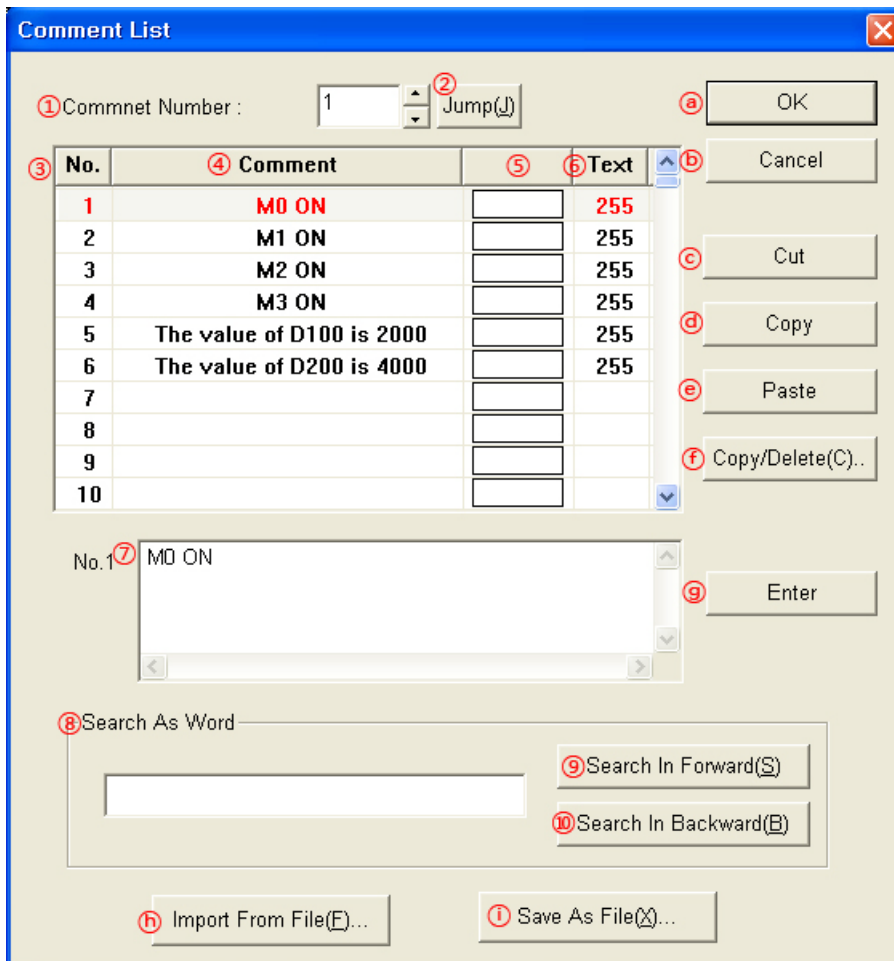 Comment List
①Commnet Number : 1 ②Jump(J)
ⓐ OK
③ No. ④ Comment ⑤ ⑥Text
ⓑ Cancel
1 M0 ON 255
2 M1 ON 255
3 M2 ON 255
ⓒ Cut
4 M3 ON 255
5 The value of D100 is 2000 255
ⓓ Copy
6 The value of D200 is 4000 255
7
ⓔ Paste
8
9
ⓕ Copy/Delete(C)..
10
No.1⑦ M0 ON
ⓖ Enter
⑧Search As Word
⑨Search In Forward(S)
⑩Search In Backward(B)
ⓗ Import From File(F)...
ⓘ Save As File(X)...